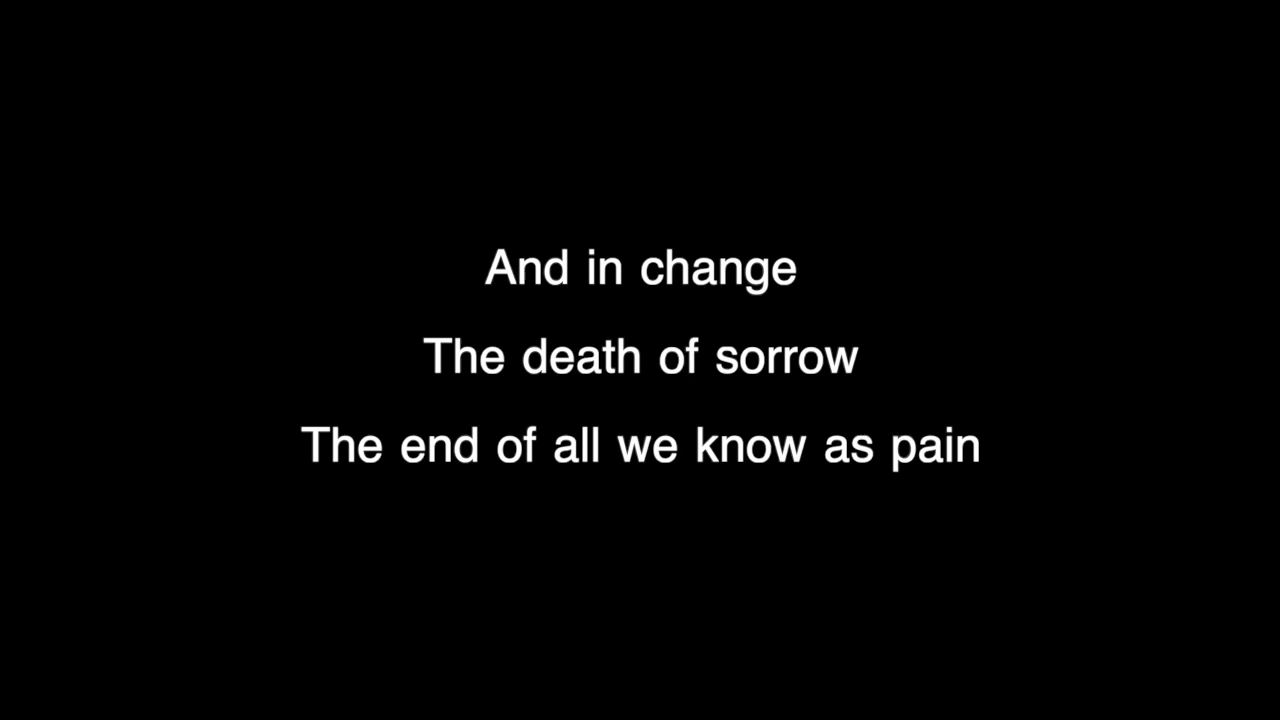 And in change
The death of sorrow
The end of all we know as pain